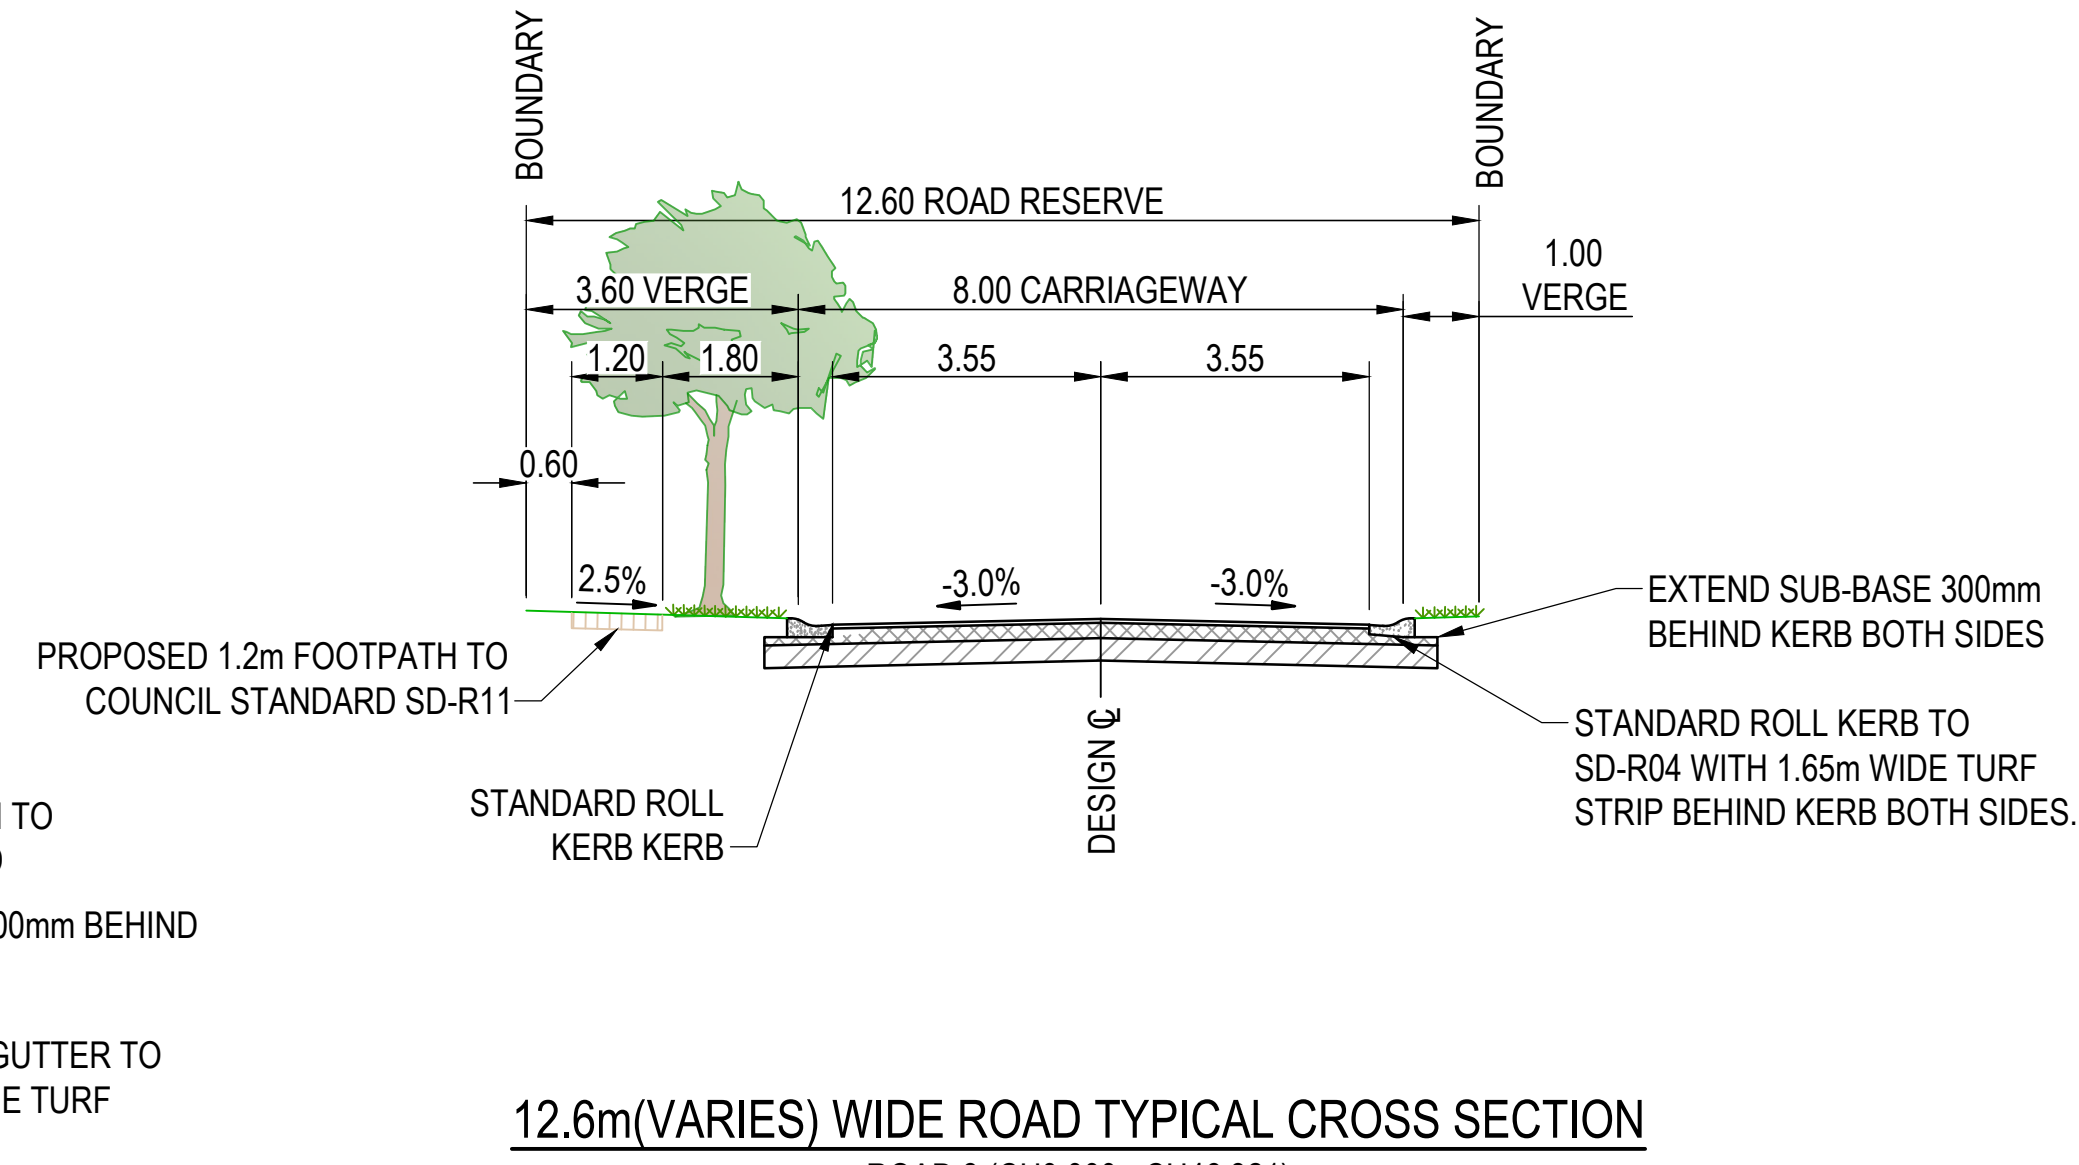 BOUNDARY
BOUNDARY
12.60 ROAD RESERVE
1.00
VERGE
3.60 VERGE
8.00 CARRIAGEWAY
1.20
1.80
3.55
3.55
0.60
2.5%
-3.0%
-3.0%
EXTEND SUB-BASE 300mm
BEHIND KERB BOTH SIDES
PROPOSED 1.2m FOOTPATH TO
COUNCIL STANDARD SD-R11
STANDARD ROLL KERB TO
SD-R04 WITH 1.65m WIDE TURF
STRIP BEHIND KERB BOTH SIDES.
STANDARD ROLL
KERB KERB
DESIGN ℄
TO
00mm BEHIND
GUTTER TO
E TURF
12.6m(VARIES) WIDE ROAD TYPICAL CROSS SECTION